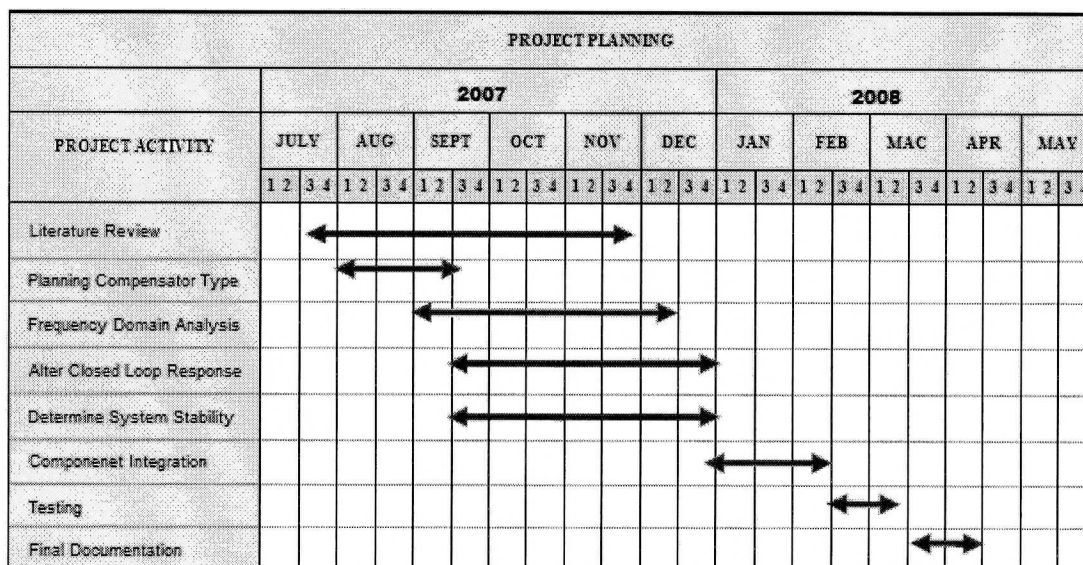 PROJECT PLANNING
2007 2008
PROJECT ACTIVITY JULY AUG SEPT OCT NOV DEC JAN FEB MAC APR MAY
1 2 3 4 1 2 3 4 1 2 3 4 1 2 3 4 1 2 3 4 1 2 3 4 1 2 3 4 1 2 3 4 1 2 3 4 1 2 3 4 1 2 3
Literature Review
Planning Compensator Type
Frequency Domain Analysis
Alter Closed Loop Response
Determine System Stability
Componenet Integration
Testing
Final Documentation